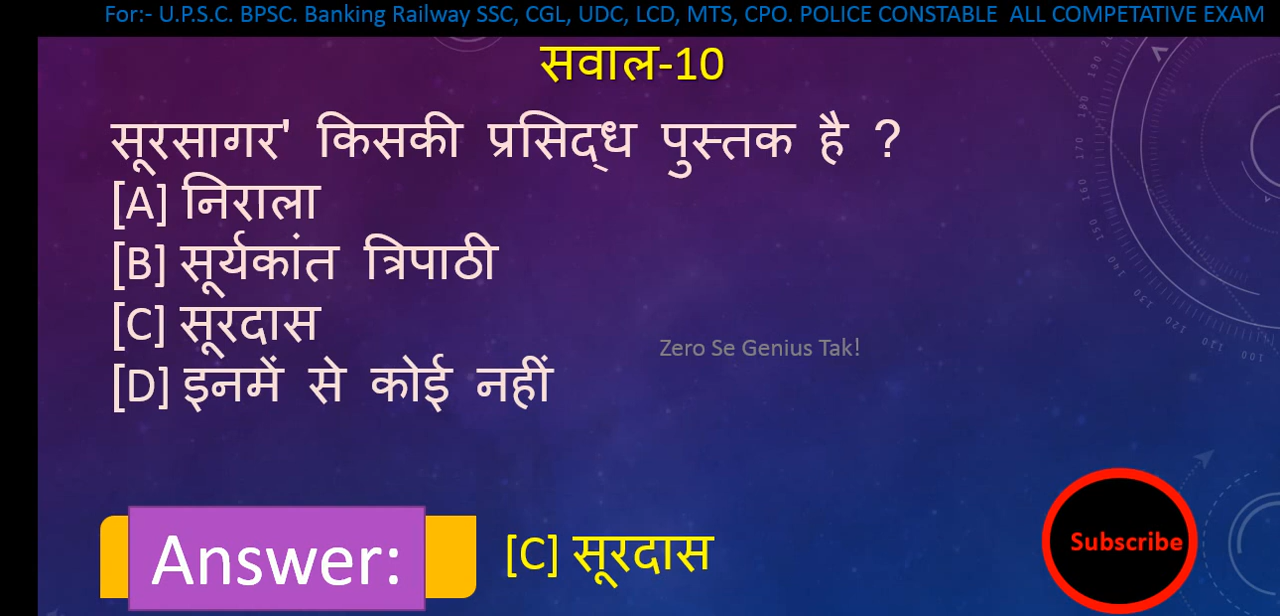 For:- U.P.S.C. BPSC. Banking Railway SSC, CGL, UDC, LCD, MTS, CPO. POLICE CONSTABLE ALL COMPETATIVE EXAM
सवाल-10
सूरसागर' किसकी प्रसिद्ध पुस्तक है ?
[A] निराला
[B] सूर्यकांत त्रिपाठी
[C] सूरदास
Zero Se Genius Tak!
[D] इनमें से कोई नहीं
Answer: [C] सूरदास
Subscribe